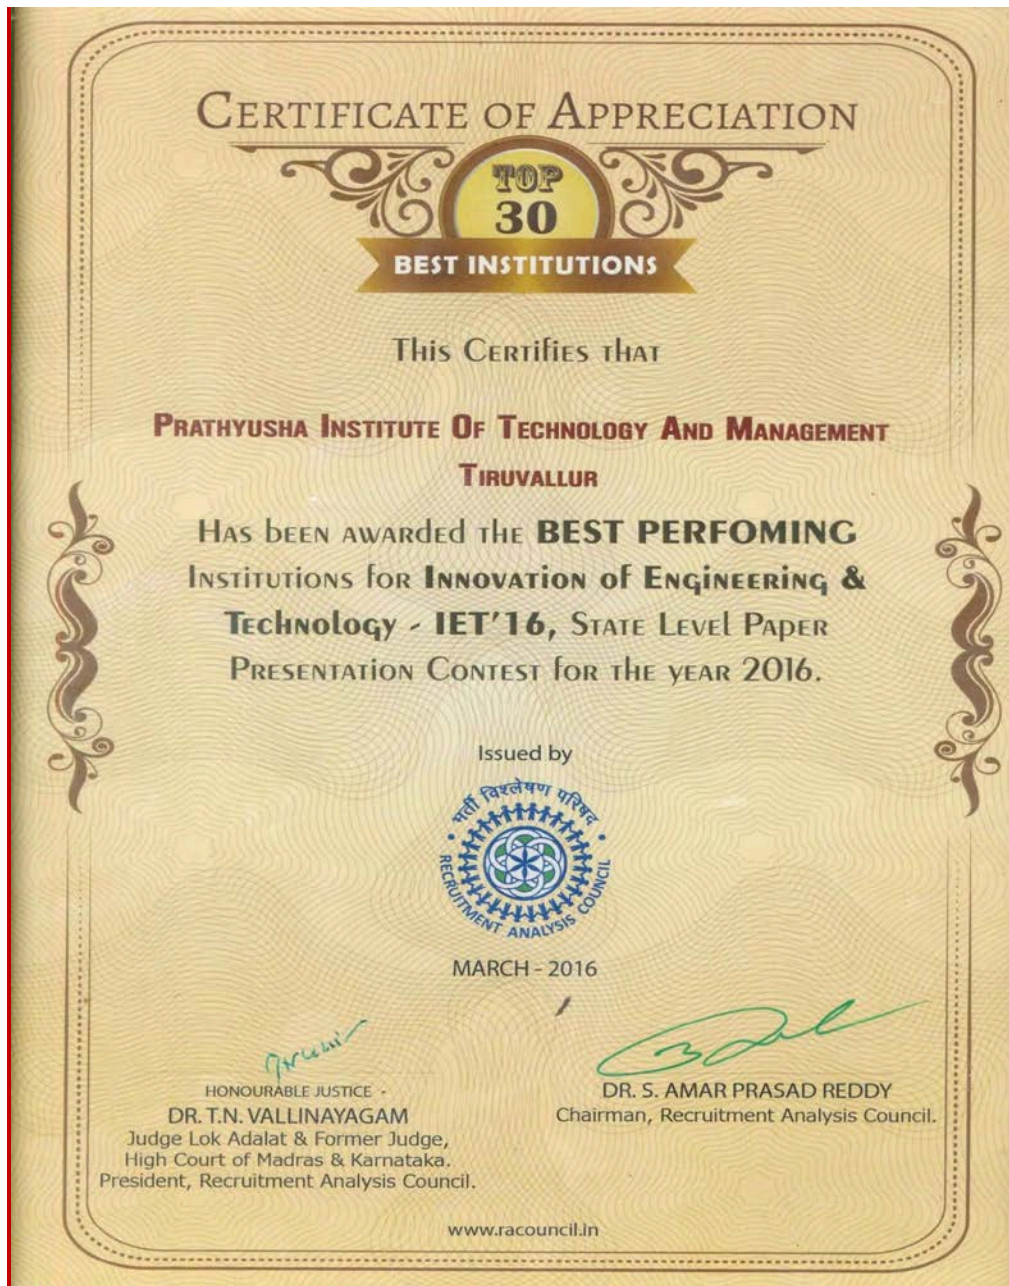 CERTIFICATE OF APPRECIATION
TOP
30
BEST INSTITUTIONS
This Certifies that
PRATHYUSHA INSTITUTE OF TECHNOLOGY AND MANAGEMENT
TIRUVALLUR
Has been awarded the BEST PERFOMING
Institutions for Innovation of Engineering &
Technology - IET'16, State Level Paper
Presentation Contest for the year 2016.
Issued by
भर्ती विश्लेषण परिषद
RECRUITMENT ANALYSIS COUNCIL
MARCH - 2016
HONOURABLE JUSTICE -
DR. T.N. VALLINAYAGAM
Judge Lok Adalat & Former Judge,
High Court of Madras & Karnataka.
President, Recruitment Analysis Council.
DR. S. AMAR PRASAD REDDY
Chairman, Recruitment Analysis Council.
www.racouncil.in